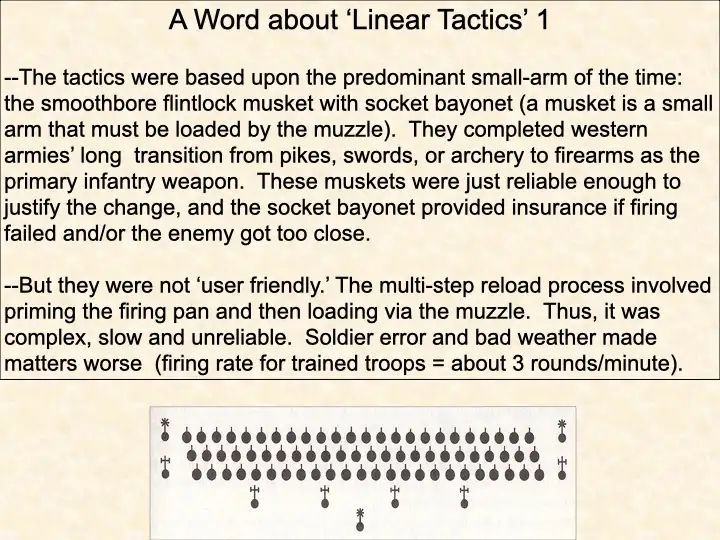 A Word about ‘Linear Tactics’ 1
--The tactics were based upon the predominant small-arm of the time:
the smoothbore flintlock musket with socket bayonet (a musket is a small
arm that must be loaded by the muzzle).  They completed western
armies’ long  transition from pikes, swords, or archery to firearms as the
primary infantry weapon.  These muskets were just reliable enough to
justify the change, and the socket bayonet provided insurance if firing
failed and/or the enemy got too close.
--But they were not ‘user friendly.’ The multi-step reload process involved
priming the firing pan and then loading via the muzzle.  Thus, it was
complex, slow and unreliable.  Soldier error and bad weather made
matters worse  (firing rate for trained troops = about 3 rounds/minute).